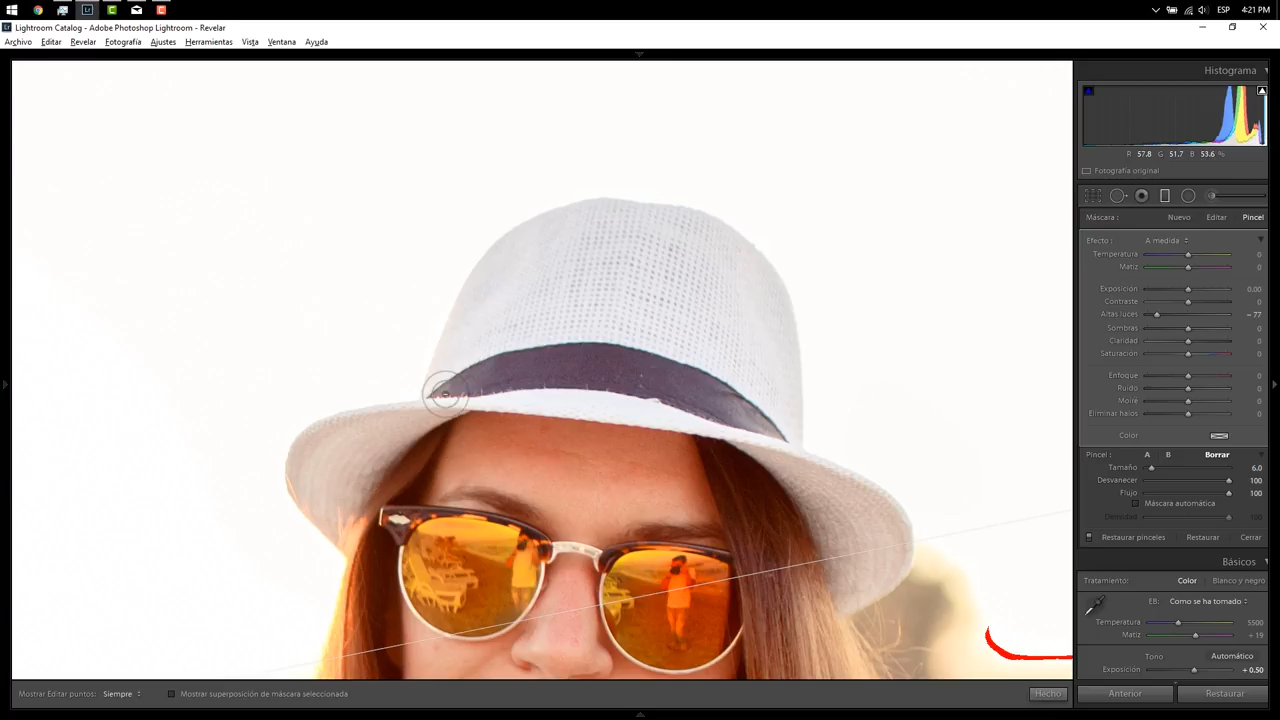 ESP 4:21 PM
Lightroom Catalog - Adobe Photoshop Lightroom - Revelar
Archivo Editar Revelar Fotografía Ajustes Herramientas Vista Ventana Ayuda
Histograma
R 57.8 G 51.7 B 53.6 %
Fotografía original
Máscara : Nuevo Editar Pincel
Efecto : A medida
Temperatura 0
Matiz 0
Exposición 0,00
Contraste 0
Altas luces – 77
Sombras 0
Claridad 0
Saturación 0
Enfoque 0
Ruido 0
Moiré 0
Eliminar halos 0
Color
Pincel : A B Borrar
Tamaño 6.0
Desvanecer 100
Flujo 100
Máscara automática
Densidad 100
Restaurar pinceles Restaurar Cerrar
Básicos
Tratamiento: Color Blanco y negro
EB: Como se ha tomado
Temperatura 5500
Matiz + 19
Tono Automático
Exposición + 0.50
Mostrar Editar puntos: Siempre Mostrar superposición de máscara seleccionada Hecho Anterior Restaurar